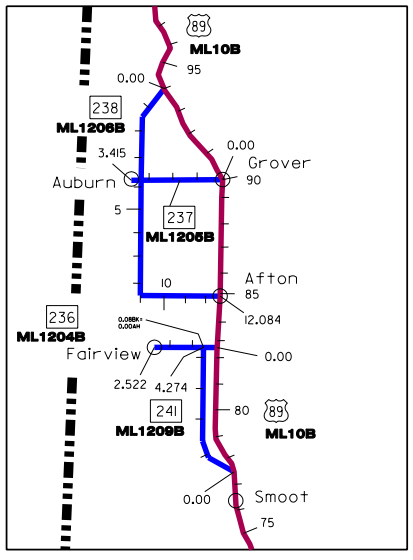 89
ML10B
95
0.00
238
ML1206B
0.00
3.415
Grover
Auburn
90
5
237
ML1205B
Afton
10
85
236
ML1204B
12.084
0.08BK=
0.00AH
Fairview
0.00
2.522
4.274
241
ML1209B
80
89
ML10B
0.00
Smoot
75